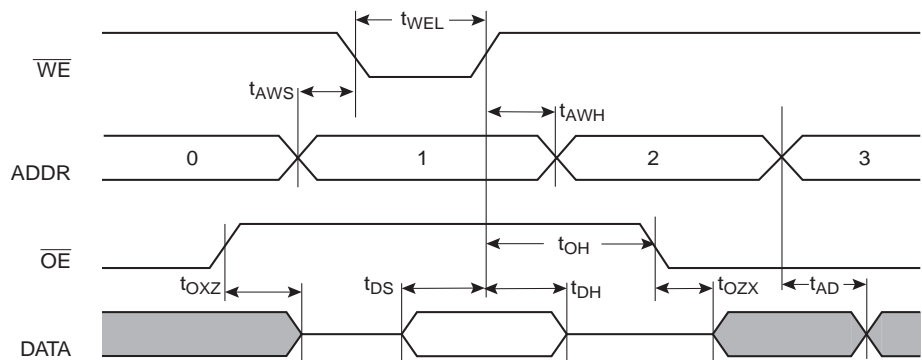 tWEL
WE
tAWS
tAWH
ADDR 0 1 2 3
OE
tOH
tOXZ tDS tDH tOZX tAD
DATA